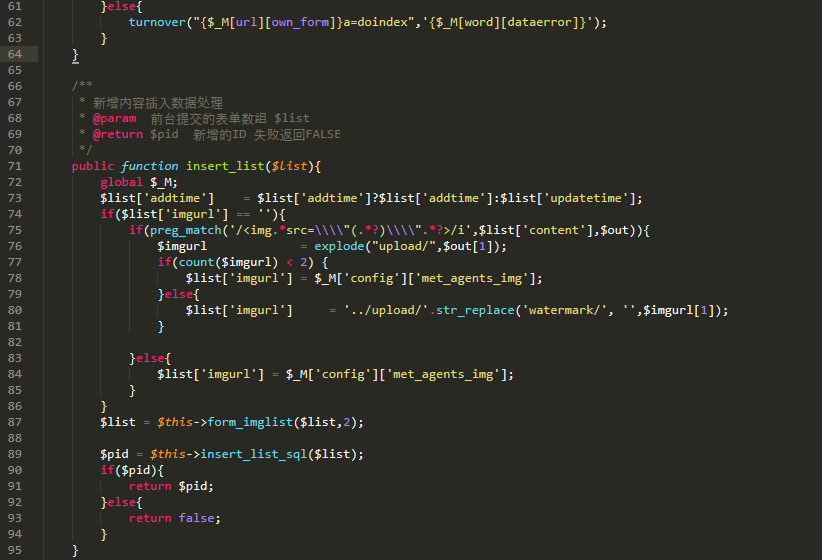 61 }else{
62 turnover("{$_M[url][own_form]}a=doindex",'{$_M[word][dataerror]}');
63 }
64 }
65
66 /**
67 * 新增内容插入数据处理
68 * @param 前台提交的表单数组 $list
69 * @return $pid 新增的ID 失败返回FALSE
70 */
71 public function insert_list($list){
72 global $_M;
73 $list['addtime'] = $list['addtime']?$list['addtime']:$list['updatetime'];
74 if($list['imgurl'] == ''){
75 if(preg_match('/<img.*src=\\\\"(.*?)\\\\".*?>/i',$list['content'],$out)){
76 $imgurl = explode("upload/",$out[1]);
77 if(count($imgurl) < 2) {
78 $list['imgurl'] = $_M['config']['met_agents_img'];
79 }else{
80 $list['imgurl'] = '../upload/'.str_replace('watermark/', '',$imgurl[1]);
81 }
82
83 }else{
84 $list['imgurl'] = $_M['config']['met_agents_img'];
85 }
86 }
87 $list = $this->form_imglist($list,2);
88
89 $pid = $this->insert_list_sql($list);
90 if($pid){
91 return $pid;
92 }else{
93 return false;
94 }
95 }